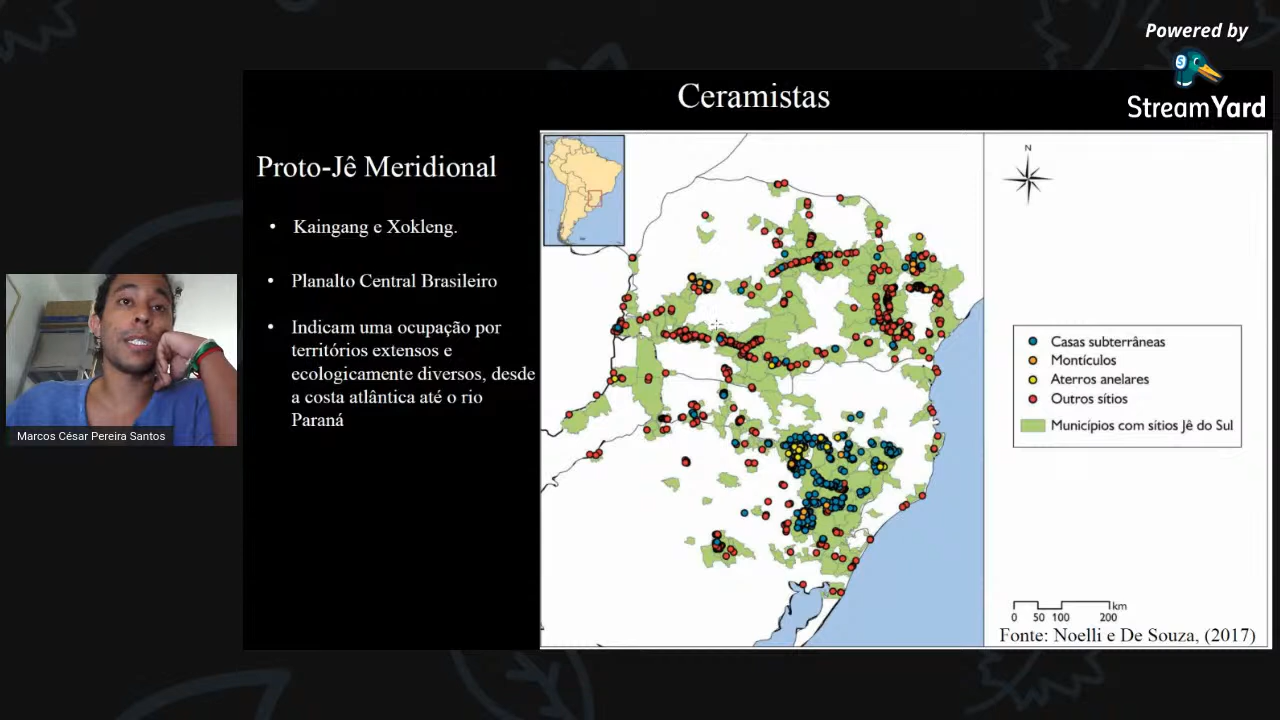 Powered by
StreamYard
Ceramistas
Proto-Jê Meridional
• Kaingang e Xokleng.
• Planalto Central Brasileiro
• Indicam uma ocupação por
territórios extensos e
ecologicamente diversos, desde
a costa atlântica até o rio
Paraná
Marcos César Pereira Santos
N
Casas subterrâneas
Montículos
Aterros anelares
Outros sítios
Municípios com sítios Jê do Sul
km
0 50 100 200
Fonte: Noelli e De Souza, (2017)